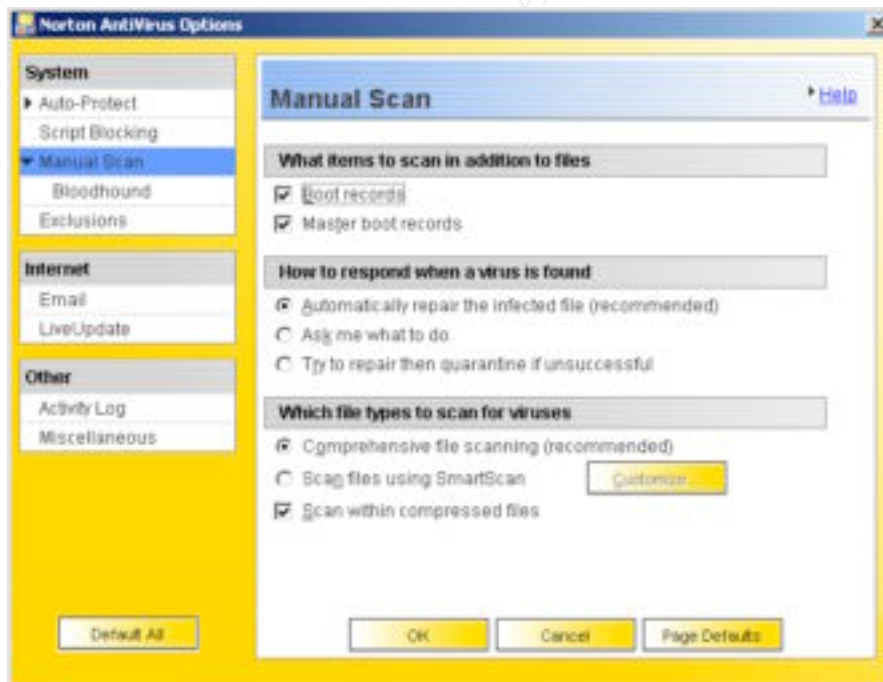 Norton AntiVirus Options
System
Auto-Protect
Script Blocking
Manual Scan
Bloodhound
Exclusions
Internet
Email
LiveUpdate
Other
Activity Log
Miscellaneous
Default All
Manual Scan
Help
What items to scan in addition to files
Boot records
Master boot records
How to respond when a virus is found
Automatically repair the infected file (recommended)
Ask me what to do
Try to repair then quarantine if unsuccessful
Which file types to scan for viruses
Comprehensive file scanning (recommended)
Scan files using SmartScan
Customize...
Scan within compressed files
OK
Cancel
Page Defaults